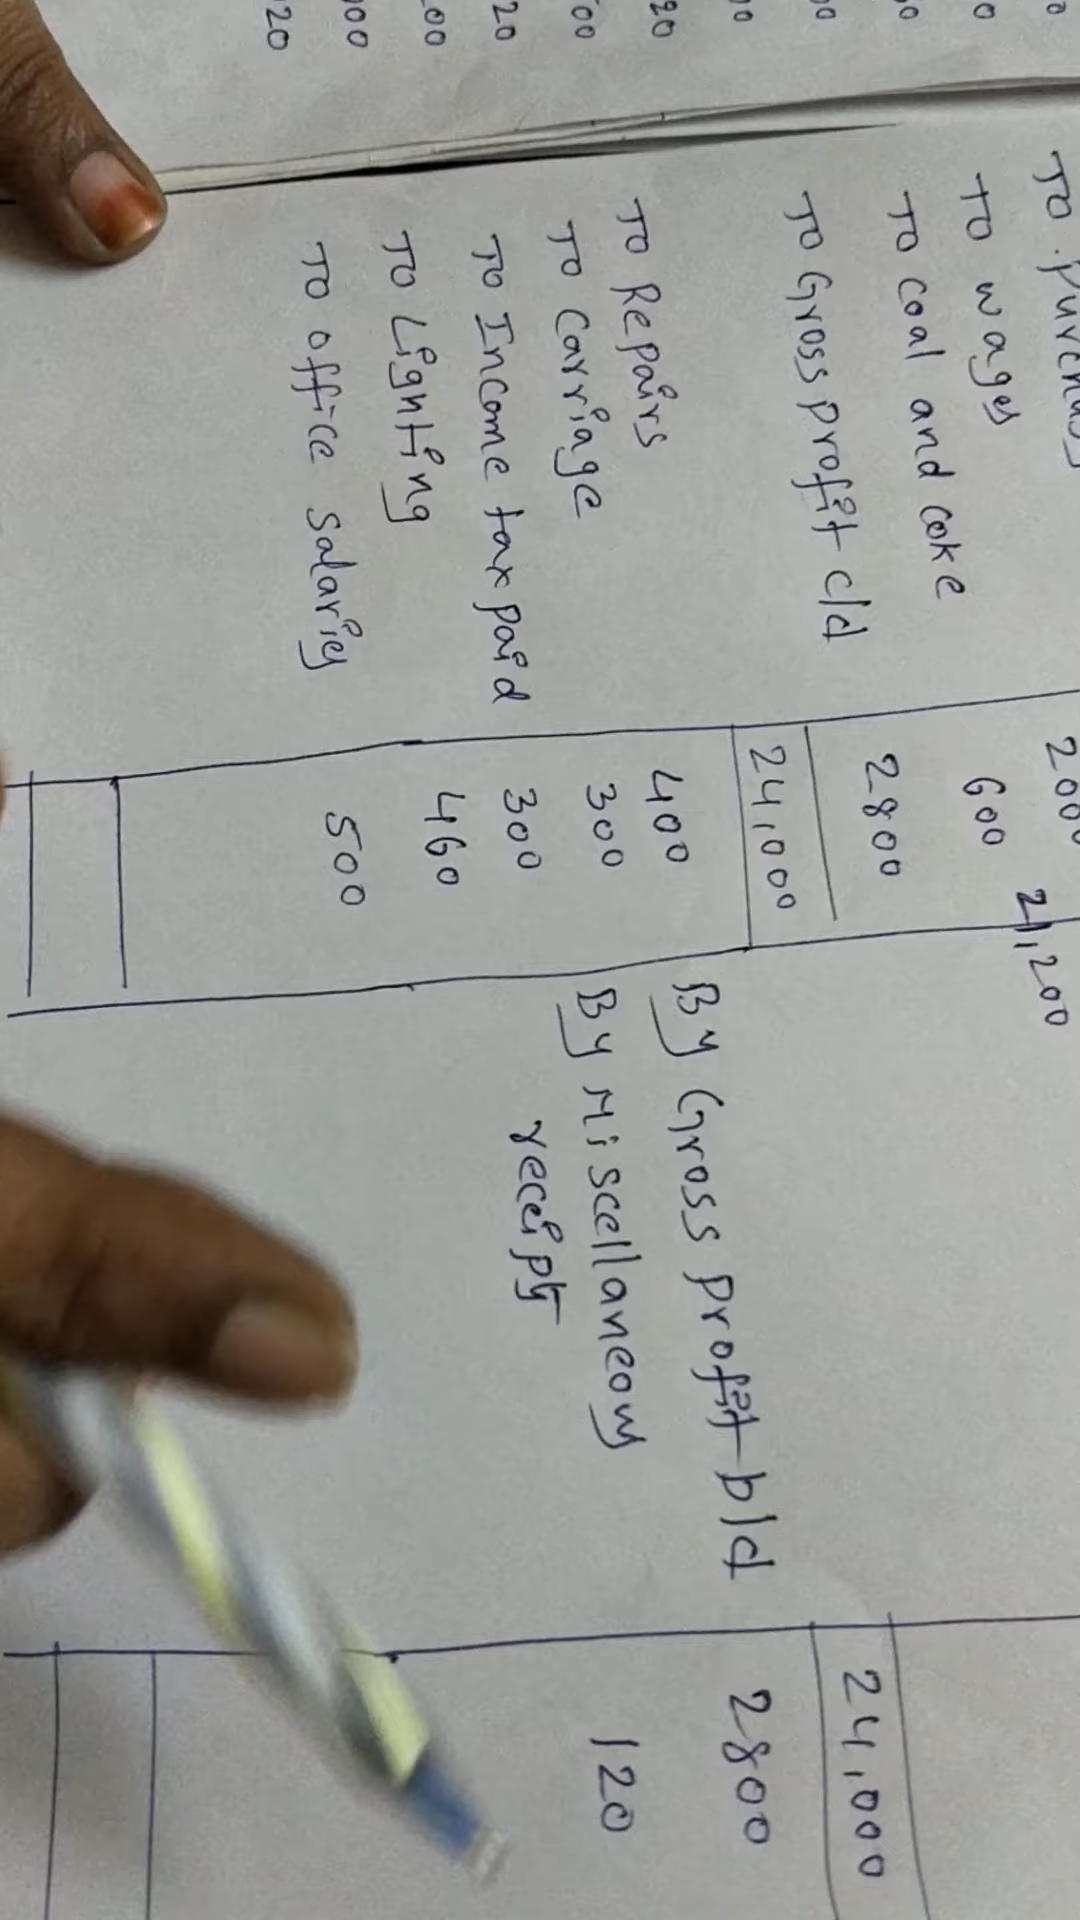 To wages 200
To coal and coke 600
21,200
To Gross profit c/d 2800
24,000 24,000
To Repairs 400 By Gross profit b/d 2800
To Carriage 300 By Miscellaneous 120
receipts
To Income tax paid 300
To Lighting 460
To office salaries 500